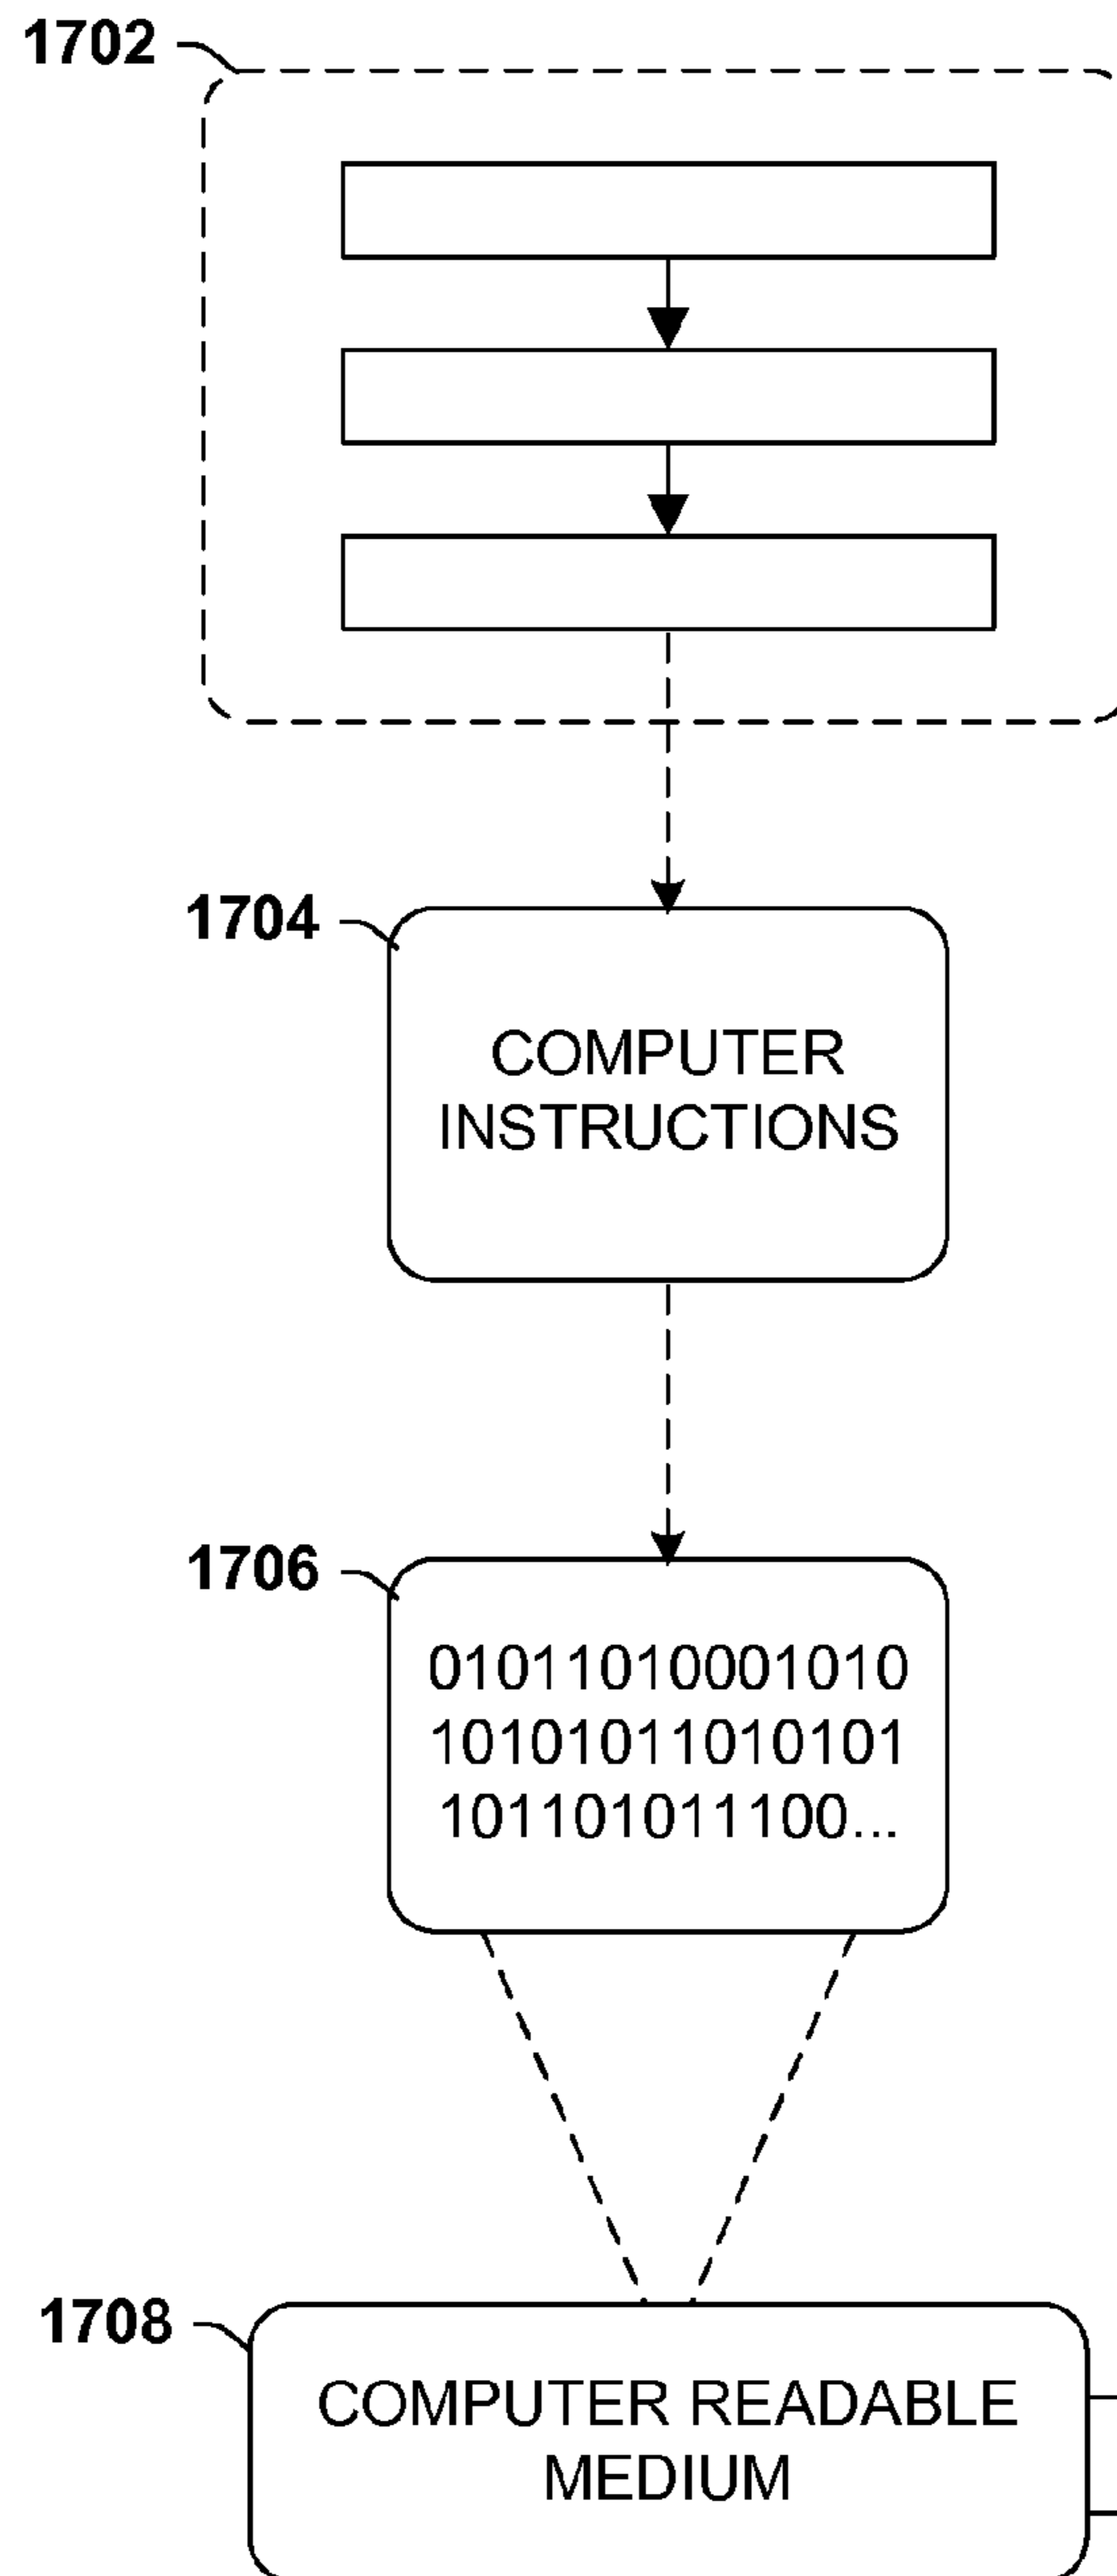 1702
1704
COMPUTER
INSTRUCTIONS
1706
01011010001010
10101011010101
101101011100...
1708
COMPUTER READABLE
MEDIUM